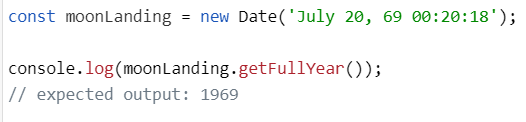 const moonLanding = new Date('July 20, 69 00:20:18');
console.log(moonLanding.getFullYear());
// expected output: 1969